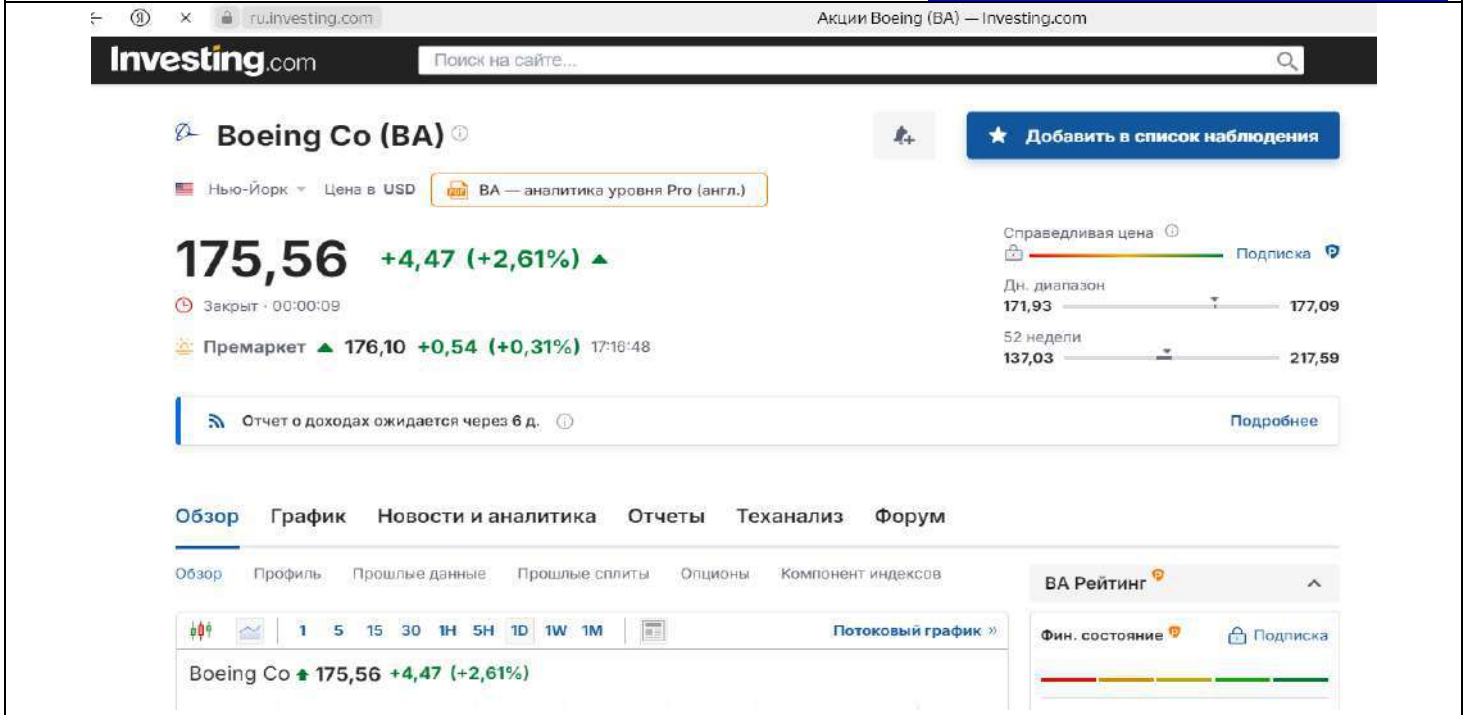 ru.investing.com
Акции Boeing (BA) — Investing.com
Investing.com
Поиск на сайте...
Boeing Co (BA)
Добавить в список наблюдения
Нью-Йорк Цена в USD
BA — аналитика уровня Pro (англ.)
175,56 +4,47 (+2,61%)
Закрыт · 00:00:09
Премаркет 176,10 +0,54 (+0,31%) 17:16:48
Справедливая цена
Подписка
Дн. диапазон
171,93 177,09
52 недели
137,03 217,59
Отчет о доходах ожидается через 6 д.
Подробнее
Обзор График Новости и аналитика Отчеты Теханализ Форум
Обзор Профиль Прошлые данные Прошлые сплиты Опционы Компонент индексов
1 5 15 30 1H 5H 1D 1W 1M
Потоковый график »
Boeing Co 175,56 +4,47 (+2,61%)
BA Рейтинг
Фин. состояние Подписка